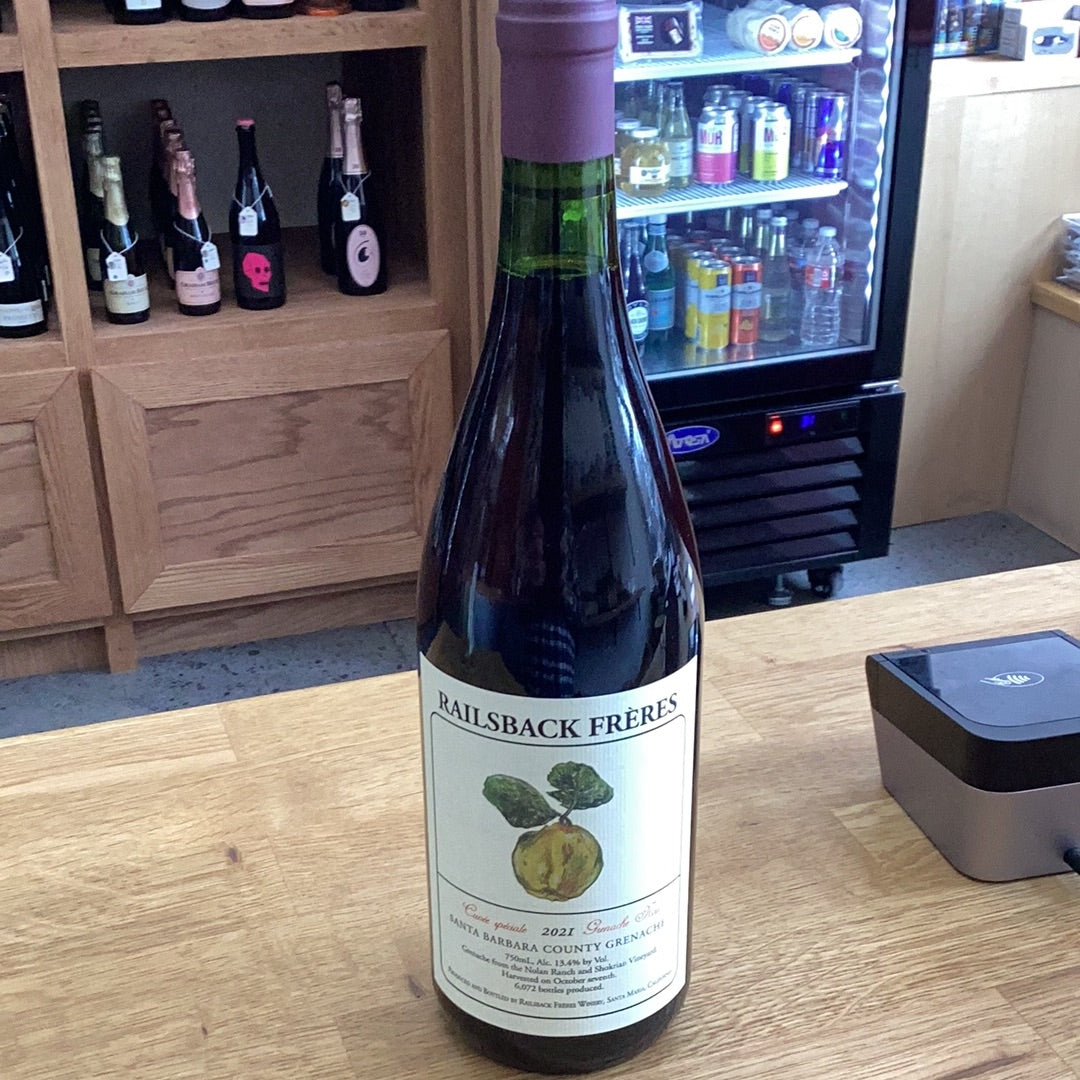 RAILSBACK FRÈRES
Cuvée spéciale 2021 Grenache
SANTA BARBARA COUNTY GRENACHE
750mL, Alc. 13.4% by Vol.
Grenache from the Nolan Ranch and Shokrian Vineyard.
Harvested on October seventh.
6,072 bottles produced.
PRODUCED AND BOTTLED BY RAILSBACK FRÈRES WINERY, SANTA MARIA, CALIFORNIA
Atosa